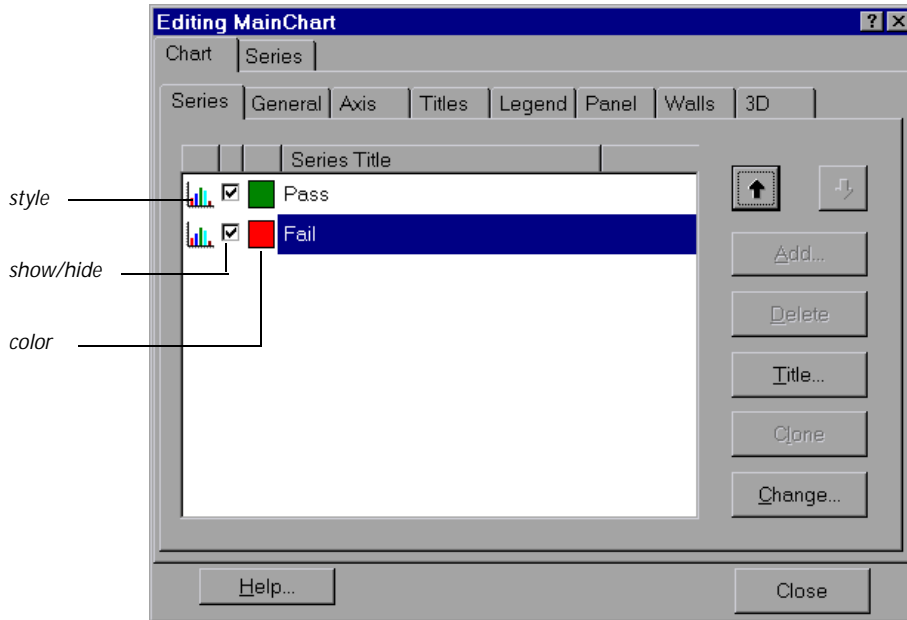 Editing MainChart
Chart Series
Series General Axis Titles Legend Panel Walls 3D
Series Title
Pass
Fail
style
show/hide
color
Add...
Delete
Title...
Clone
Change...
Help...
Close